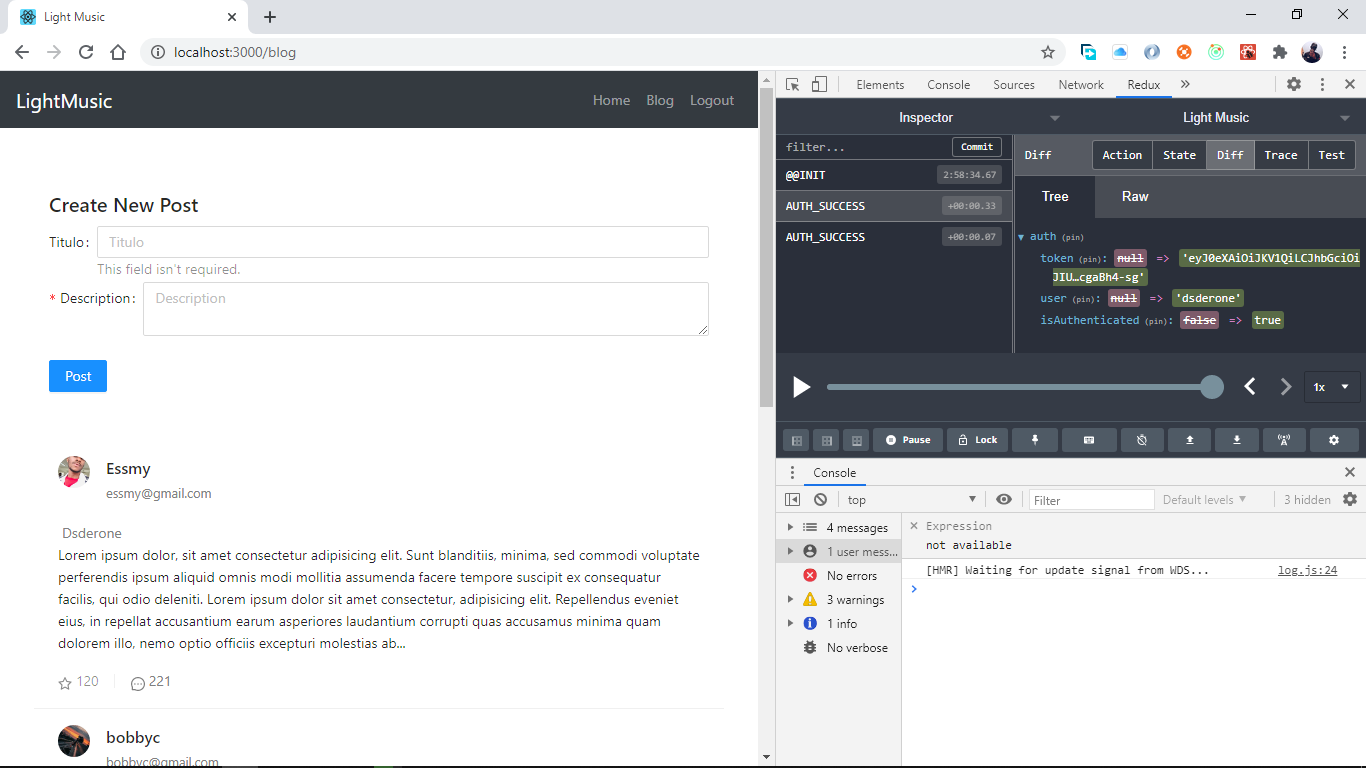 Light Music
localhost:3000/blog
LightMusic
Home Blog Logout
Create New Post
Titulo: Titulo
This field isn't required.
* Description: Description
Post
Essmy
essmy@gmail.com
Dsderone
Lorem ipsum dolor, sit amet consectetur adipisicing elit. Sunt blanditiis, minima, sed commodi voluptate
perferendis ipsum aliquid omnis modi mollitia assumenda facere tempore suscipit ex consequatur
facilis, qui odio deleniti. Lorem ipsum dolor sit amet consectetur, adipisicing elit. Repellendus eveniet
eius, in repellat accusantium earum asperiores laudantium corrupti quas accusamus minima quam
dolorem illo, nemo optio officiis excepturi molestias ab...
120 221
bobbyc
bobbyc@gmail.com
Elements Console Sources Network Redux
Inspector Light Music
filter... Commit
@@INIT 2:58:34.67
AUTH_SUCCESS +00:00.33
AUTH_SUCCESS +00:00.07
Diff Action State Diff Trace Test
Tree Raw
auth (pin)
token (pin): null => 'eyJ0eXAiOiJKV1QiLCJhbGciOi
JIU…cgaBh4-sg'
user (pin): null => 'dsderone'
isAuthenticated (pin): false => true
1x
Pause Lock
Console
top Filter Default levels 3 hidden
4 messages
1 user mess...
No errors
3 warnings
1 info
No verbose
Expression
not available
[HMR] Waiting for update signal from WDS... log.js:24